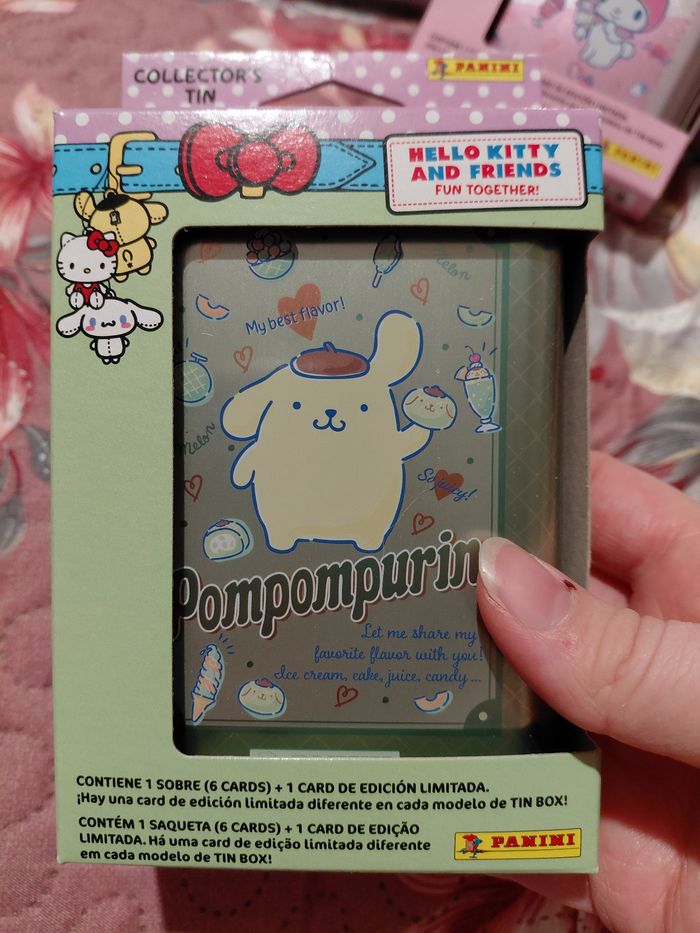 COLLECTOR'S
TIN
PANINI
HELLO KITTY
AND FRIENDS
FUN TOGETHER!
Melon
My best flavor!
Melon
So juicy!
Pompompurin
Let me share my
favorite flavor with you!
Ice cream, cake, juice, candy...
CONTIENE 1 SOBRE (6 CARDS) + 1 CARD DE EDICIÓN LIMITADA.
¡Hay una card de edición limitada diferente en cada modelo de TIN BOX!
CONTÉM 1 SAQUETA (6 CARDS) + 1 CARD DE EDIÇÃO
LIMITADA. Há uma card de edição limitada diferente
em cada modelo de TIN BOX!
PANINI
PANINI